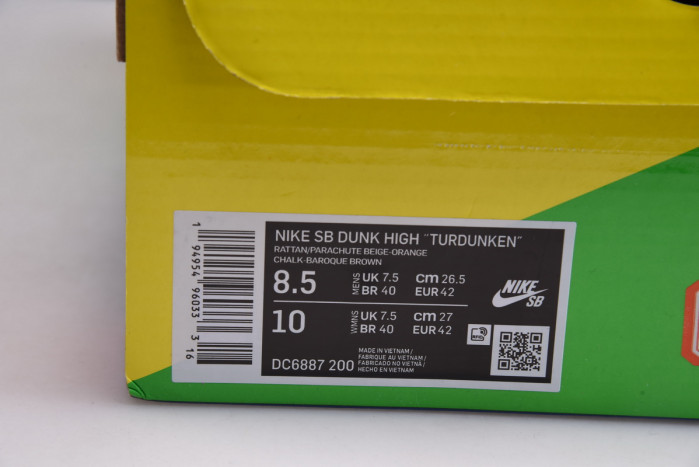 NIKE SB DUNK HIGH "TURDUNKEN"
RATTAN/PARACHUTE BEIGE-ORANGE
CHALK-BAROQUE BROWN
8.5 MENS UK 7.5 cm 26.5
BR 40 EUR 42
10 WMNS UK 7.5 cm 27
BR 40 EUR 42
NIKE
SB
DC6887 200
MADE IN VIETNAM /
FABRIQUE AU VIETNAM /
FABRICADO NO VIETNÃ /
HECHO EN VIETNAM
1 94954 96033 3 16